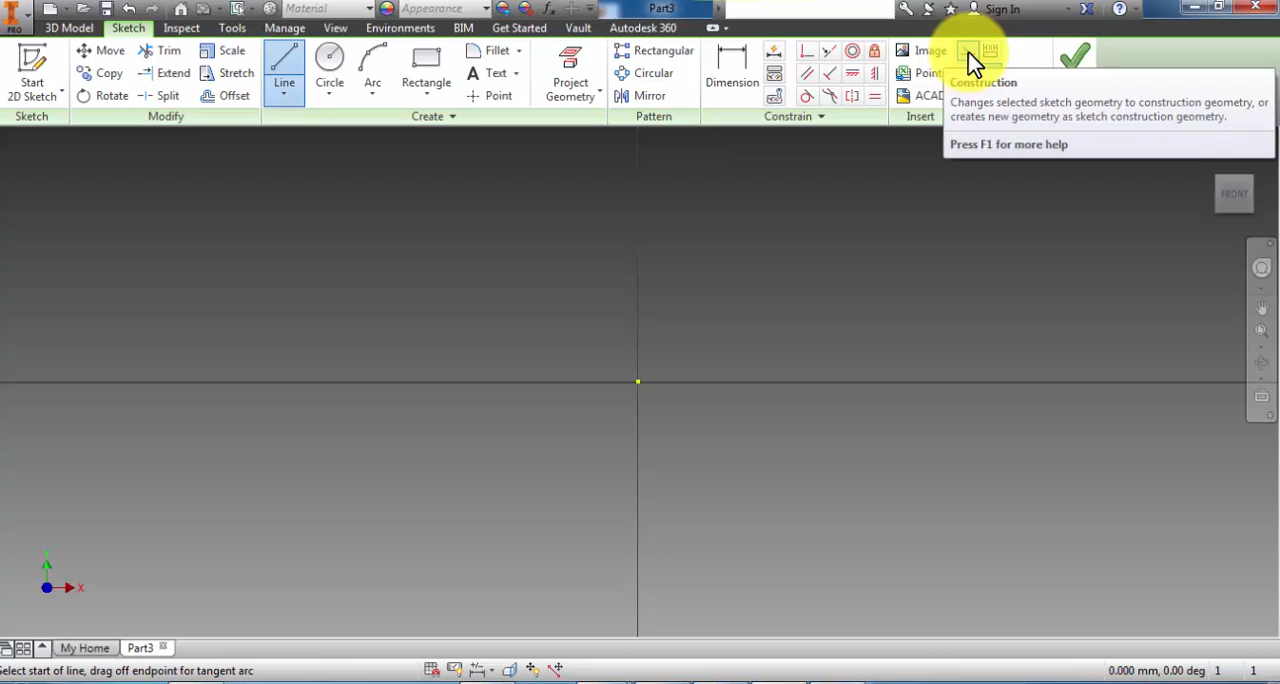 Material
Appearance
fx
Part3
Sign In
PRO
3D Model
Sketch
Inspect
Tools
Manage
View
Environments
BIM
Get Started
Vault
Autodesk 360
Start
2D Sketch
Move
Copy
Rotate
Trim
Extend
Split
Scale
Stretch
Offset
Line
Circle
Arc
Rectangle
Fillet
Text
Point
Project
Geometry
Rectangular
Circular
Mirror
Dimension
Image
Point
ACAD
Sketch
Modify
Create
Pattern
Constrain
Insert
Construction
Changes selected sketch geometry to construction geometry, or
creates new geometry as sketch construction geometry.
Press F1 for more help
FRONT
X
My Home
Part3
Select start of line, drag off endpoint for tangent arc
0.000 mm, 0.00 deg
1
1